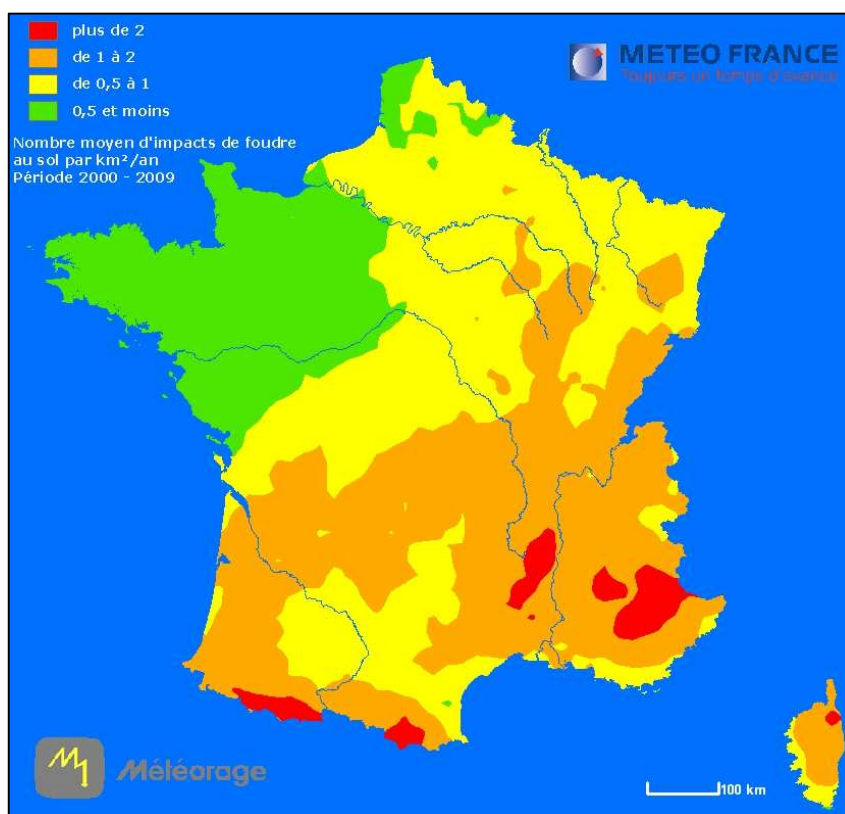 plus de 2
de 1 à 2
de 0,5 à 1
0,5 et moins
Nombre moyen d'impacts de foudre
au sol par km²/an
Période 2000 - 2009
METEO FRANCE
Toujours un temps d'avance
Météorage
100 km